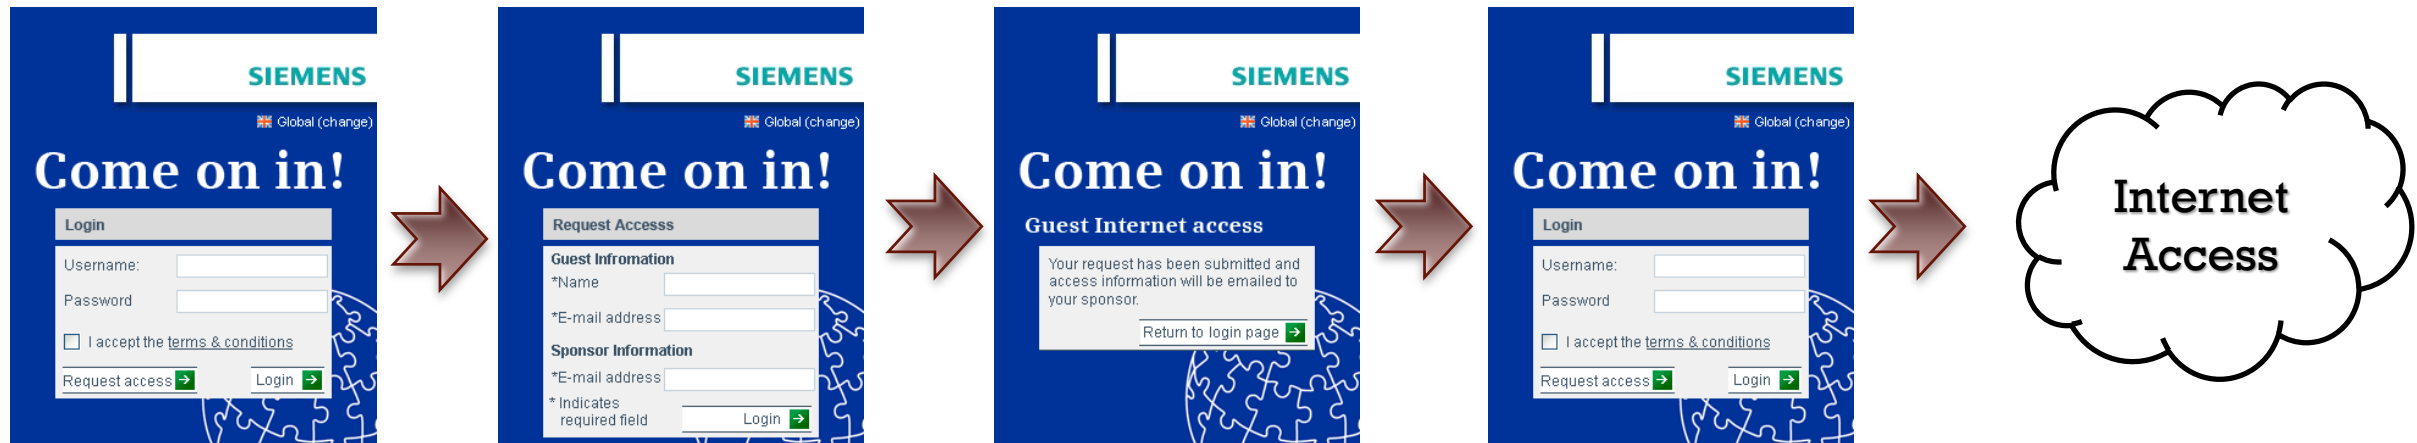 SIEMENS
Global (change)
Come on in!
Login
Username:
Password
I accept the terms & conditions
Request access
Login
SIEMENS
Global (change)
Come on in!
Request Accesss
Guest Infromation
*Name
*E-mail address
Sponsor Information
*E-mail address
* Indicates
required field
Login
SIEMENS
Global (change)
Come on in!
Guest Internet access
Your request has been submitted and
access information will be emailed to
your sponsor.
Return to login page
SIEMENS
Global (change)
Come on in!
Login
Username:
Password
I accept the terms & conditions
Request access
Login
Internet
Access